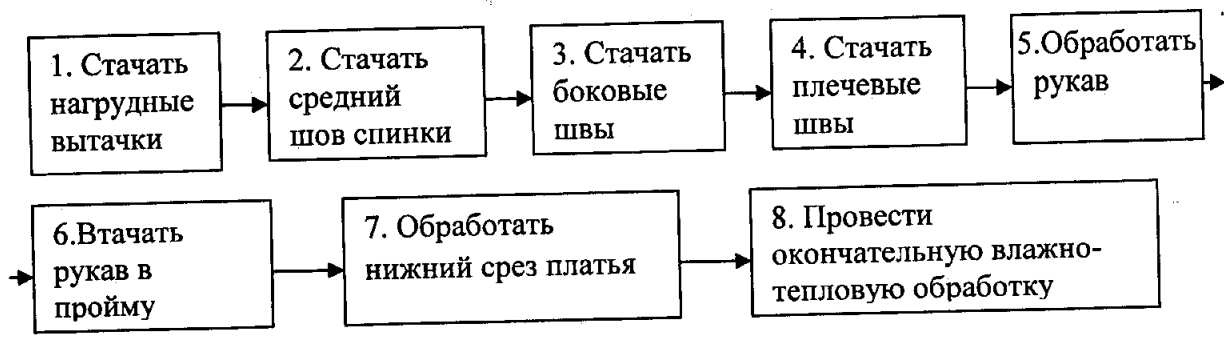 1. Стачать
нагрудные
вытачки
2. Стачать
средний
шов спинки
3. Стачать
боковые
швы
4. Стачать
плечевые
швы
5.Обработать
рукав
6.Втачать
рукав в
пройму
7. Обработать
нижний срез платья
8. Провести
окончательную влажно-
тепловую обработку